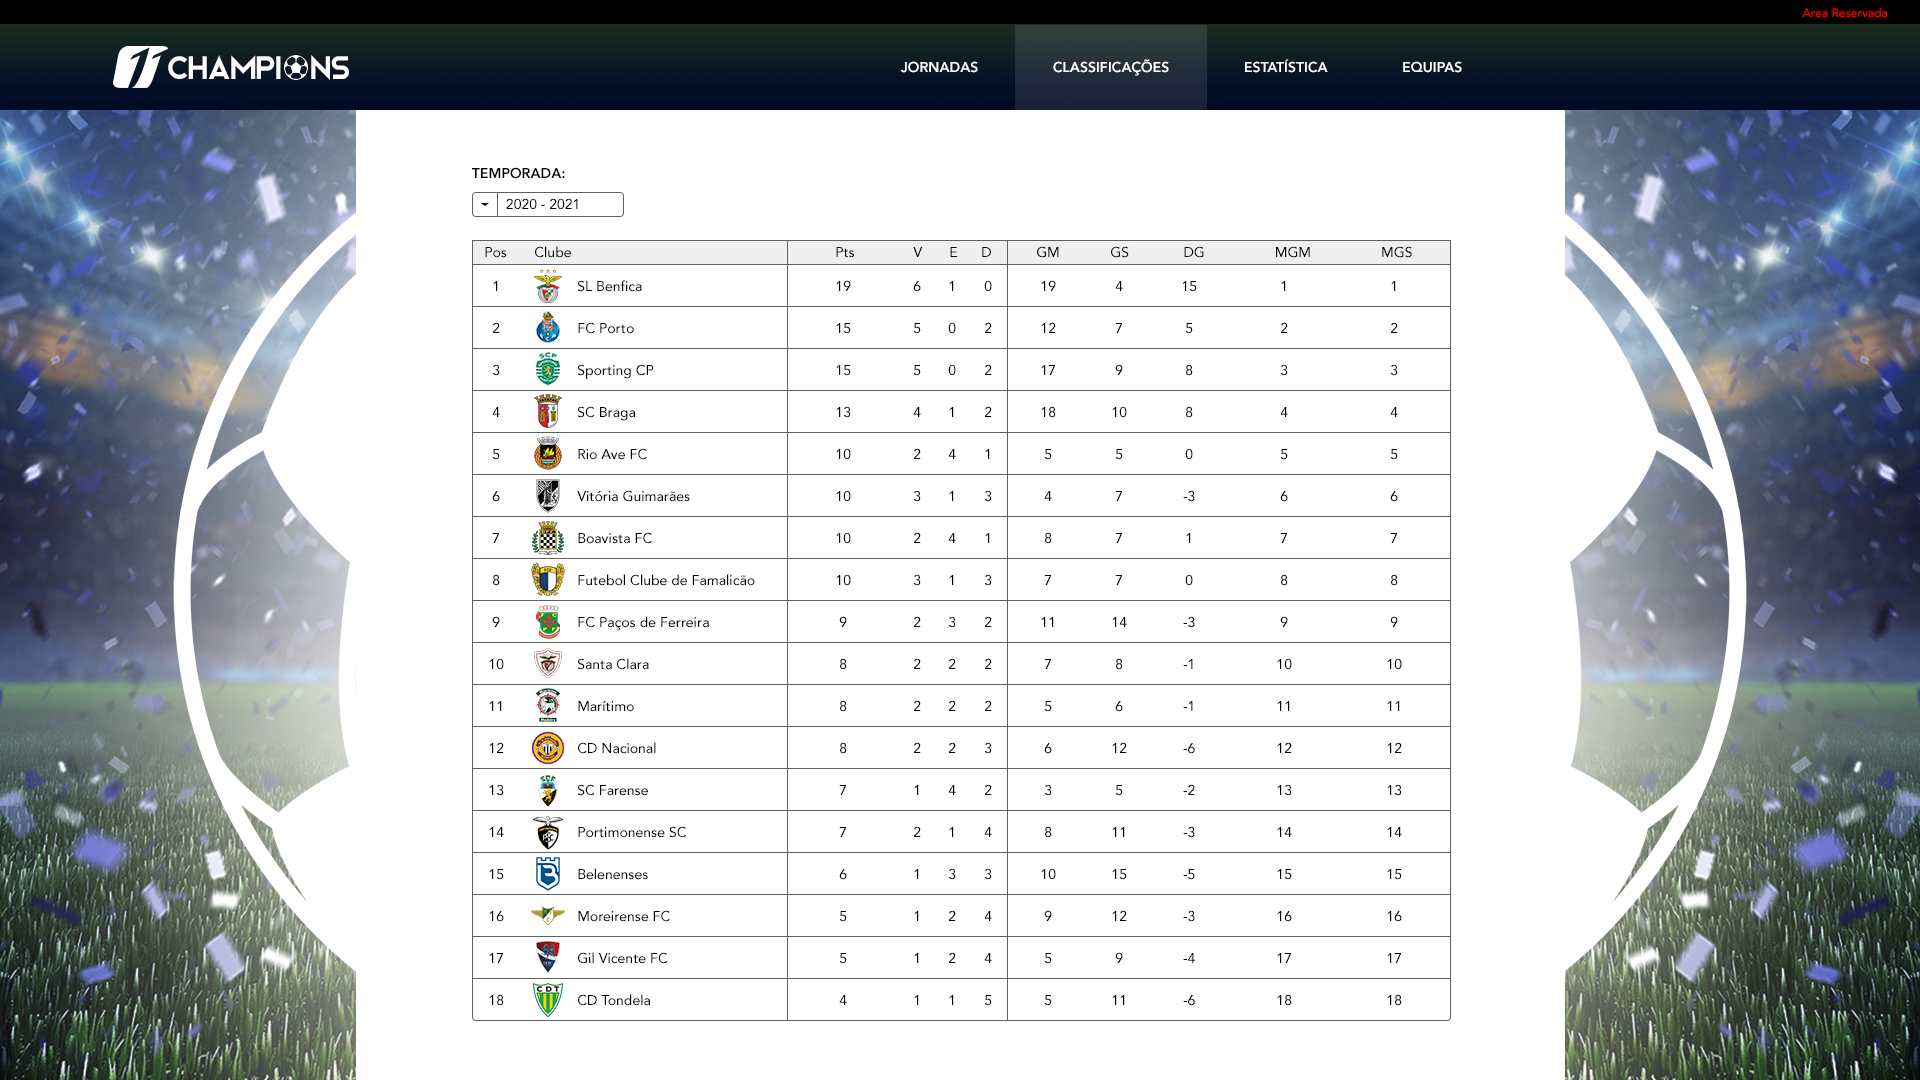 Area Reservada
CHAMPIONS
JORNADAS CLASSIFICAÇÕES ESTATÍSTICA EQUIPAS
TEMPORADA:
2020 - 2021
Pos Clube Pts V E D GM GS DG MGM MGS
1 SL Benfica 19 6 1 0 19 4 15 1 1
2 FC Porto 15 5 0 2 12 7 5 2 2
3 Sporting CP 15 5 0 2 17 9 8 3 3
4 SC Braga 13 4 1 2 18 10 8 4 4
5 Rio Ave FC 10 2 4 1 5 5 0 5 5
6 Vitória Guimarães 10 3 1 3 4 7 -3 6 6
7 Boavista FC 10 2 4 1 8 7 1 7 7
8 Futebol Clube de Famalicão 10 3 1 3 7 7 0 8 8
9 FC Paços de Ferreira 9 2 3 2 11 14 -3 9 9
10 Santa Clara 8 2 2 2 7 8 -1 10 10
11 Marítimo 8 2 2 2 5 6 -1 11 11
12 CD Nacional 8 2 2 3 6 12 -6 12 12
13 SC Farense 7 1 4 2 3 5 -2 13 13
14 Portimonense SC 7 2 1 4 8 11 -3 14 14
15 Belenenses 6 1 3 3 10 15 -5 15 15
16 Moreirense FC 5 1 2 4 9 12 -3 16 16
17 Gil Vicente FC 5 1 2 4 5 9 -4 17 17
18 CD Tondela 4 1 1 5 5 11 -6 18 18